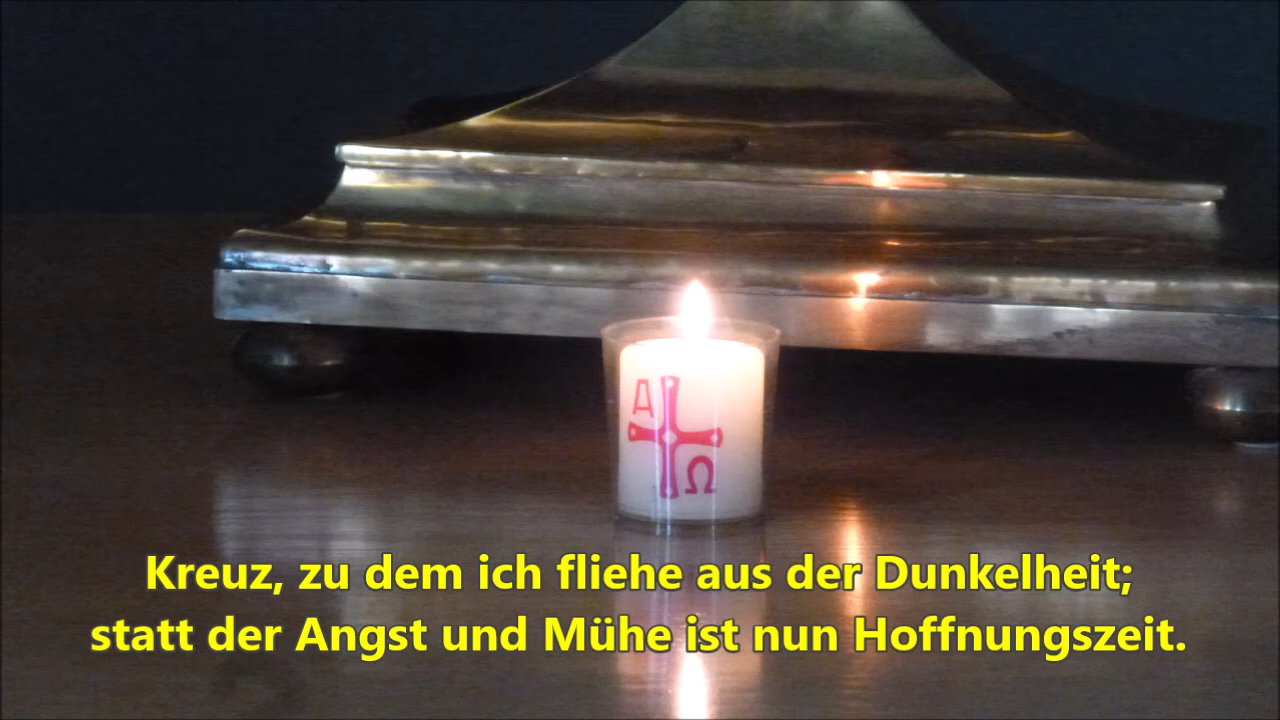 Α
Ω
Kreuz, zu dem ich fliehe aus der Dunkelheit;
statt der Angst und Mühe ist nun Hoffnungszeit.